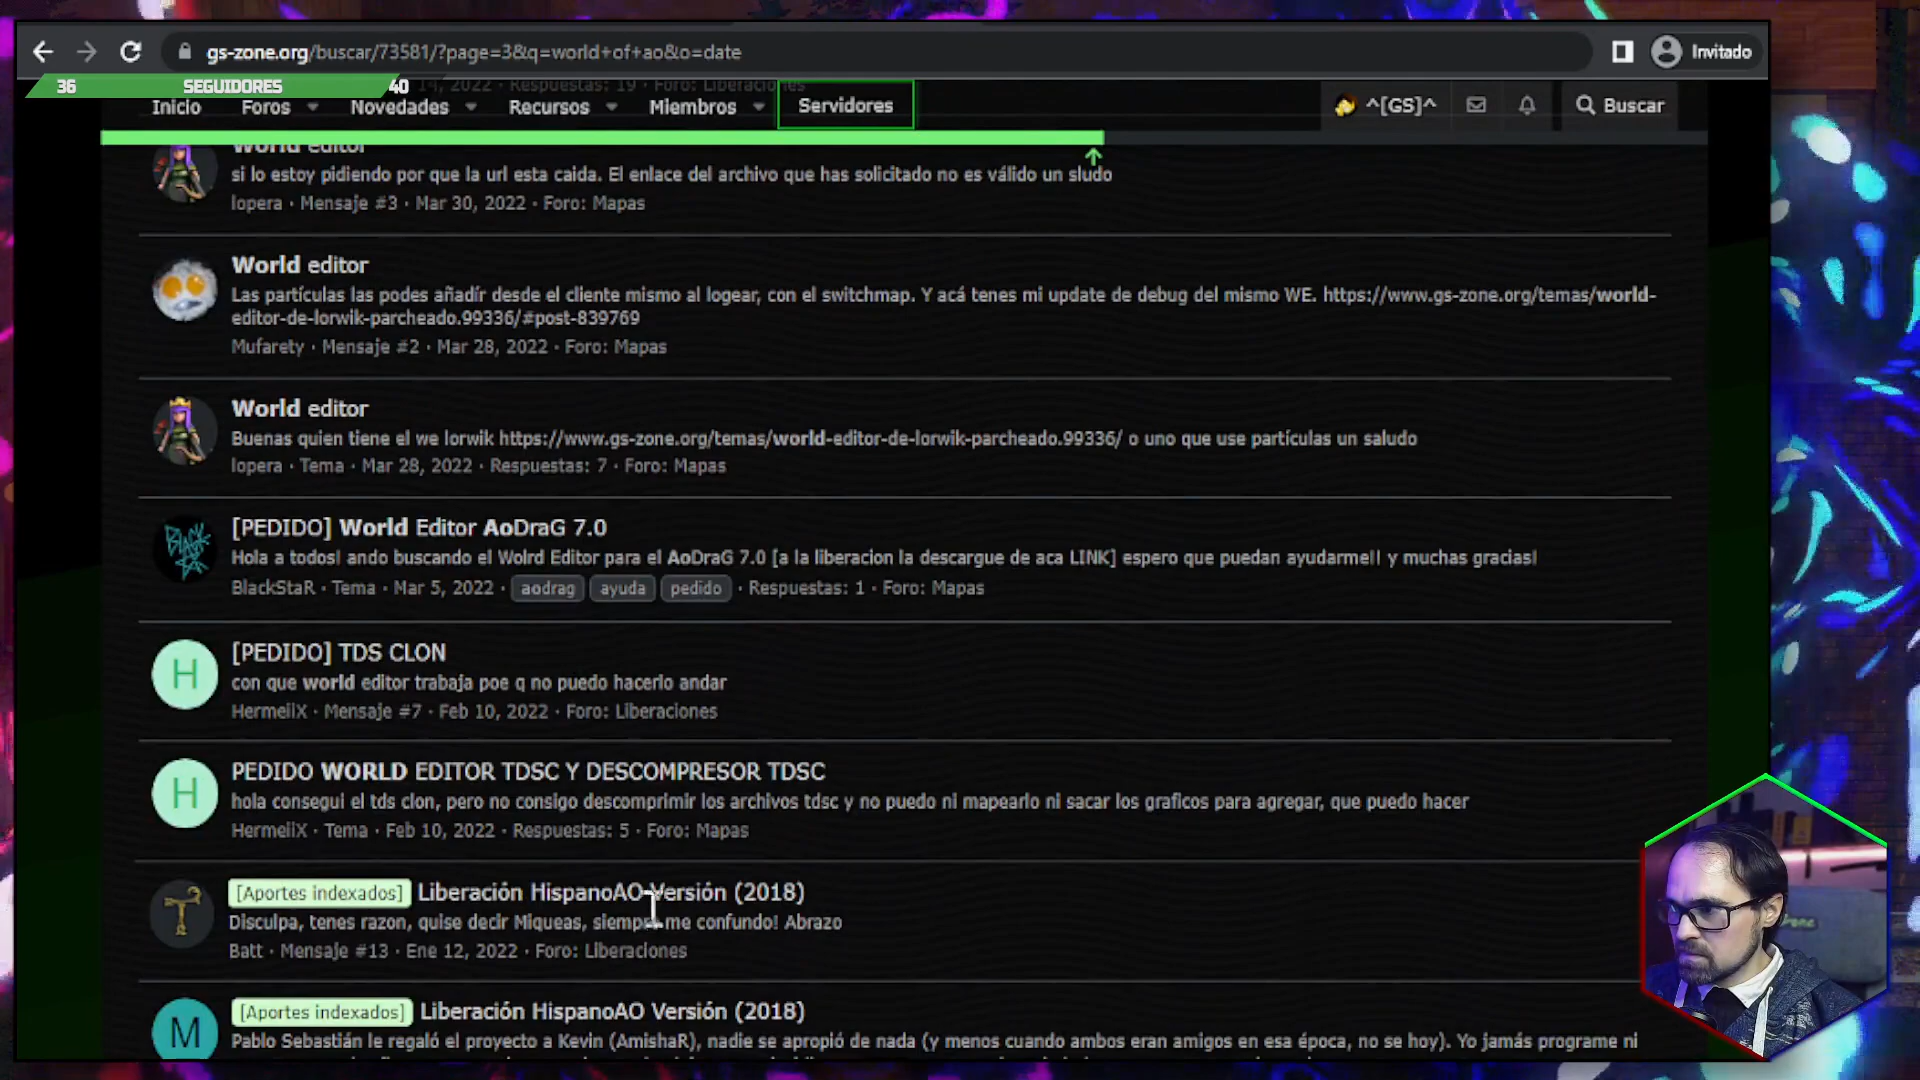 gs-zone.org/buscar/73581/?page=3&q=world+of+ao&o=date
Invitado
36 SEGUIDORES 40
2022 · Respuestas: 19 · Foro: Liberaciones
Inicio Foros Novedades Recursos Miembros Servidores ^[GS]^ Buscar
World editor
si lo estoy pidiendo por que la url esta caida. El enlace del archivo que has solicitado no es válido un sludo
lopera · Mensaje #3 · Mar 30, 2022 · Foro: Mapas
World editor
Las partículas las podes añadír desde el cliente mismo al logear, con el switchmap. Y acá tenes mi update de debug del mismo WE. https://www.gs-zone.org/temas/world-
editor-de-lorwik-parcheado.99336/#post-839769
Mufarety · Mensaje #2 · Mar 28, 2022 · Foro: Mapas
World editor
Buenas quien tiene el we lorwik https://www.gs-zone.org/temas/world-editor-de-lorwik-parcheado.99336/ o uno que use partículas un saludo
lopera · Tema · Mar 28, 2022 · Respuestas: 7 · Foro: Mapas
[PEDIDO] World Editor AoDraG 7.0
Hola a todos! ando buscando el Wolrd Editor para el AoDraG 7.0 [a la liberacion la descargue de aca LINK] espero que puedan ayudarme!! y muchas gracias!
BlackStaR · Tema · Mar 5, 2022 · aodrag ayuda pedido · Respuestas: 1 · Foro: Mapas
H
[PEDIDO] TDS CLON
con que world editor trabaja poe q no puedo hacerlo andar
HermeiiX · Mensaje #7 · Feb 10, 2022 · Foro: Liberaciones
H
PEDIDO WORLD EDITOR TDSC Y DESCOMPRESOR TDSC
hola consegui el tds clon, pero no consigo descomprimir los archivos tdsc y no puedo ni mapearlo ni sacar los graficos para agregar, que puedo hacer
HermeiiX · Tema · Feb 10, 2022 · Respuestas: 5 · Foro: Mapas
[Aportes indexados] Liberación HispanoAO Versión (2018)
Disculpa, tenes razon, quise decir Miqueas, siempre me confundo! Abrazo
Batt · Mensaje #13 · Ene 12, 2022 · Foro: Liberaciones
M
[Aportes indexados] Liberación HispanoAO Versión (2018)
Pablo Sebastián le regaló el proyecto a Kevin (AmishaR), nadie se apropió de nada (y menos cuando ambos eran amigos en esa época, no se hoy). Yo jamás programe ni